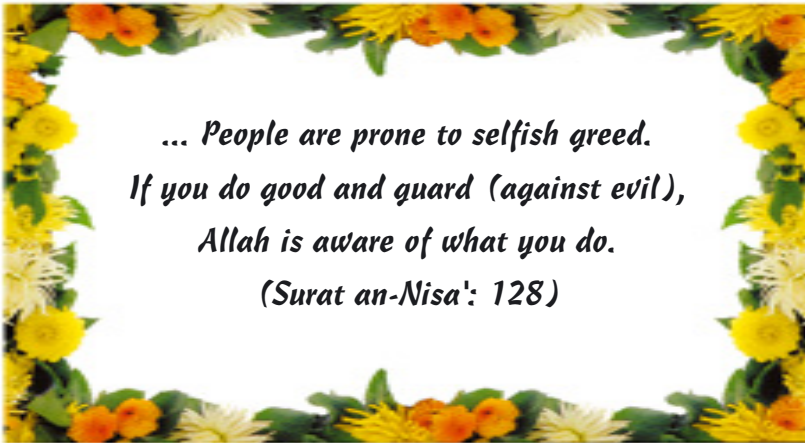 ... People are prone to selfish greed.
If you do good and guard (against evil),
Allah is aware of what you do.
(Surat an-Nisa': 128)